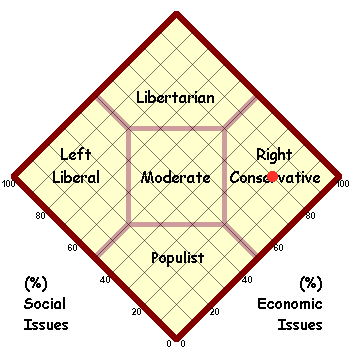 Libertarian
Left
Liberal
Moderate
Right
Conservative
100
100
80
80
60
60
Populist
40
40
(%)
Social
Issues
(%)
Economic
Issues
20
20
0
0